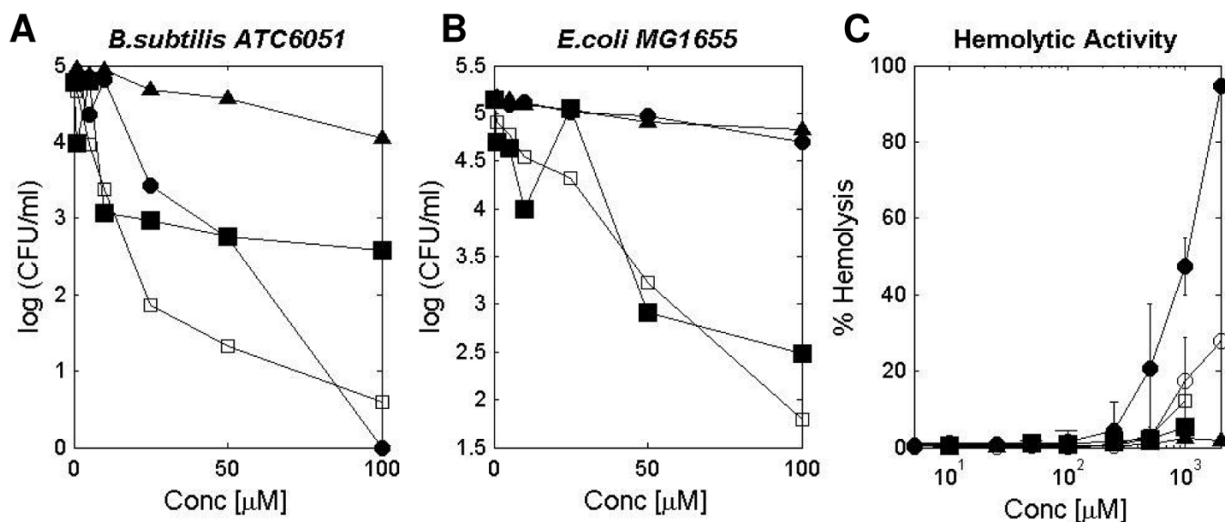 A B.subtilis ATC6051
5
4
3
2
1
0
log (CFU/ml)
0 50 100
Conc [μM]
B E.coli MG1655
5.5
5
4.5
4
3.5
3
2.5
2
1.5
log (CFU/ml)
0 50 100
Conc [μM]
C Hemolytic Activity
100
80
60
40
20
0
% Hemolysis
10¹ 10² 10³
Conc [μM]